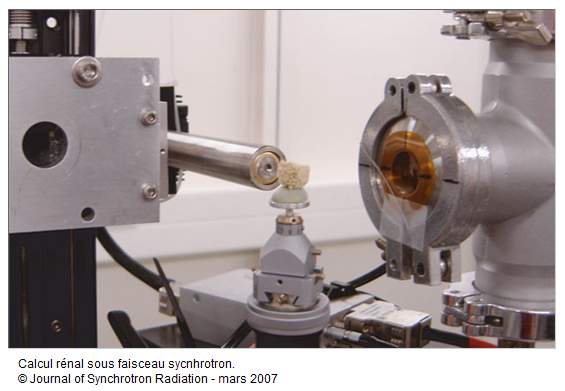 Calcul rénal sous faisceau sycnhrotron.
© Journal of Synchrotron Radiation - mars 2007